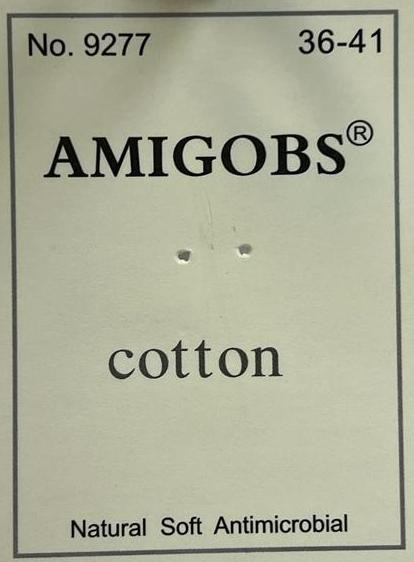 No. 9277 36-41
AMIGOBS®
cotton
Natural Soft Antimicrobial